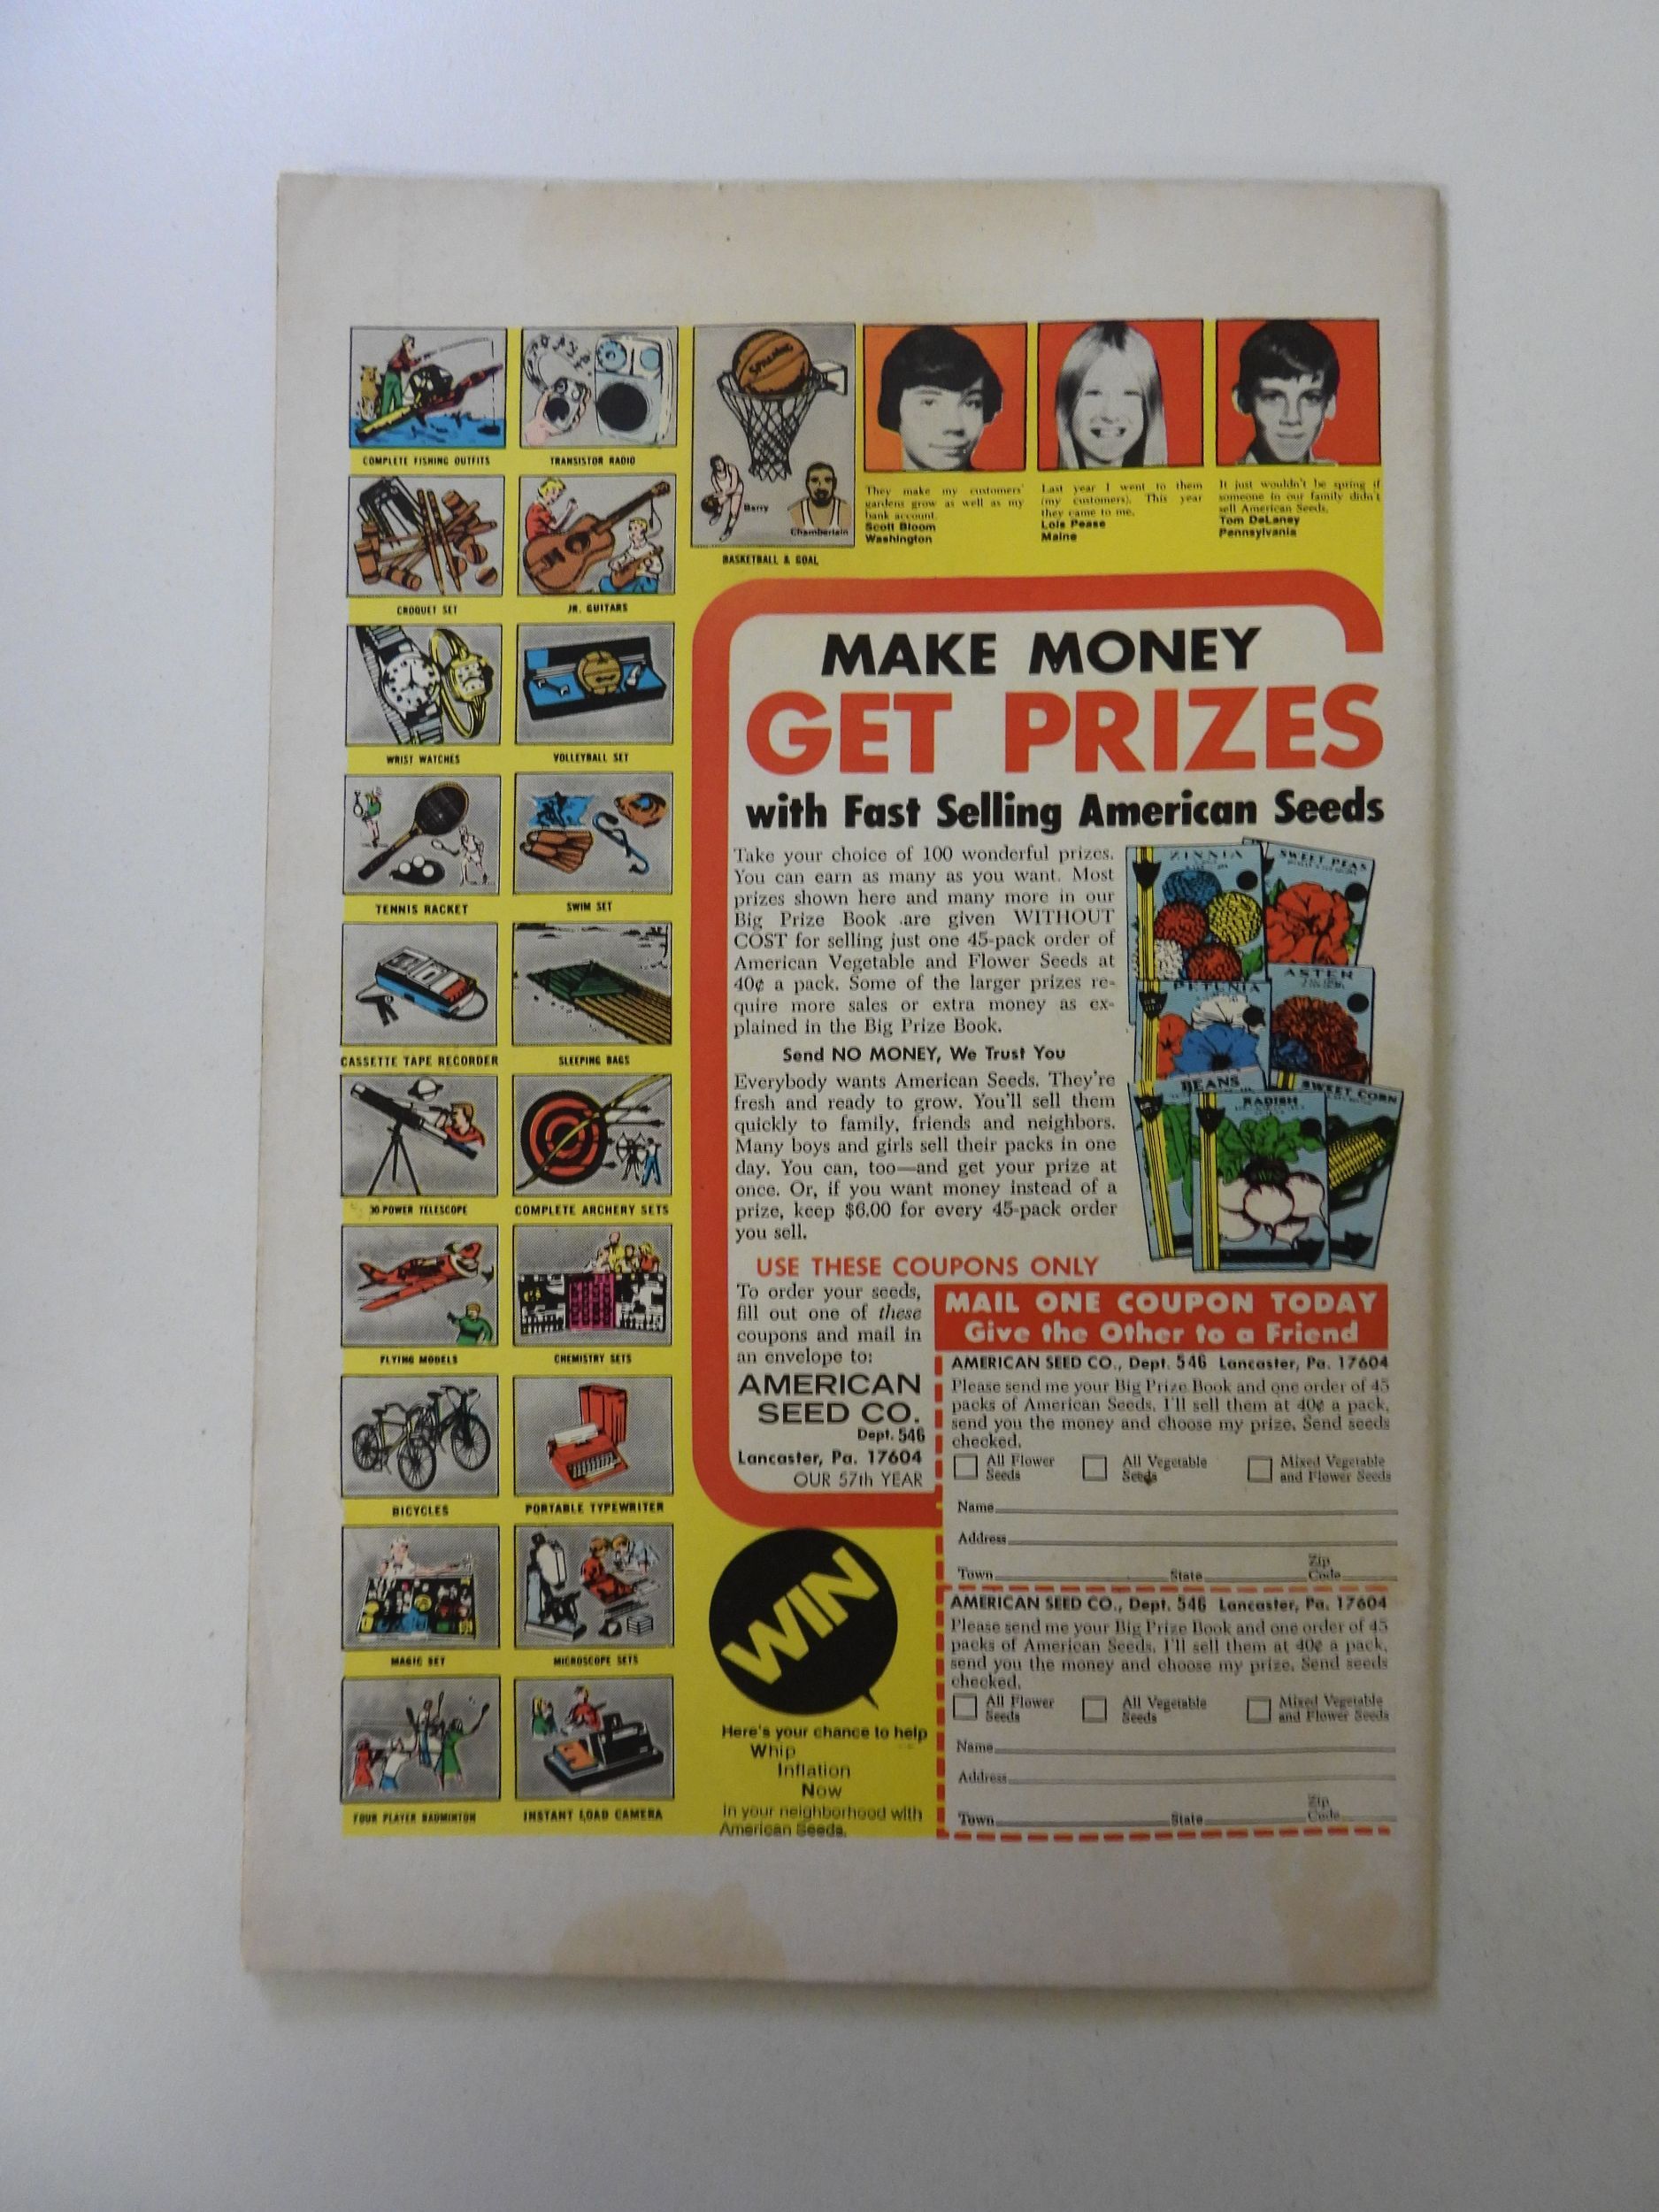 COMPLETE FISHING OUTFITS
TRANSISTOR RADIO
CROQUET SET
JR. GUITARS
WRIST WATCHES
VOLLEYBALL SET
TENNIS RACKET
SWIM SET
CASSETTE TAPE RECORDER
SLEEPING BAGS
30-POWER TELESCOPE
COMPLETE ARCHERY SETS
FLYING MODELS
CHEMISTRY SETS
BICYCLES
PORTABLE TYPEWRITER
MAGIC SET
MICROSCOPE SETS
FOUR PLAYER BADMINTON
INSTANT LOAD CAMERA
SPALDING
Barry
Chamberlain
BASKETBALL & GOAL
They make my customers'
gardens grow as well as my
bank account.
Scott Bloom
Washington
Last year I went to them
(my customers). This year
they came to me.
Lois Pease
Maine
It just wouldn't be spring if
someone in our family didn't
sell American Seeds.
Tom DeLaney
Pennsylvania
MAKE MONEY
GET PRIZES
with Fast Selling American Seeds
Take your choice of 100 wonderful prizes.
You can earn as many as you want. Most
prizes shown here and many more in our
Big Prize Book are given WITHOUT
COST for selling just one 45-pack order of
American Vegetable and Flower Seeds at
40¢ a pack. Some of the larger prizes re-
quire more sales or extra money as ex-
plained in the Big Prize Book.
Send NO MONEY, We Trust You
Everybody wants American Seeds. They're
fresh and ready to grow. You'll sell them
quickly to family, friends and neighbors.
Many boys and girls sell their packs in one
day. You can, too—and get your prize at
once. Or, if you want money instead of a
prize, keep $6.00 for every 45-pack order
you sell.
ZINNIA
SWEET PEAS
PETUNIA
ASTER
BEANS
RADISH
SWEET CORN
USE THESE COUPONS ONLY
To order your seeds,
fill out one of these
coupons and mail in
an envelope to:
AMERICAN
SEED CO.
Dept. 546
Lancaster, Pa. 17604
OUR 57th YEAR
MAIL ONE COUPON TODAY
Give the Other to a Friend
AMERICAN SEED CO., Dept. 546 Lancaster, Pa. 17604
Please send me your Big Prize Book and one order of 45
packs of American Seeds. I'll sell them at 40¢ a pack,
send you the money and choose my prize. Send seeds
checked.
All Flower Seeds
All Vegetable Seeds
Mixed Vegetable and Flower Seeds
Name
Address
Town State Zip Code
AMERICAN SEED CO., Dept. 546 Lancaster, Pa. 17604
Please send me your Big Prize Book and one order of 45
packs of American Seeds. I'll sell them at 40¢ a pack,
send you the money and choose my prize. Send seeds
checked.
All Flower Seeds
All Vegetable Seeds
Mixed Vegetable and Flower Seeds
Name
Address
Town State Zip Code
WIN
Here's your chance to help
Whip
Inflation
Now
in your neighborhood with
American Seeds.